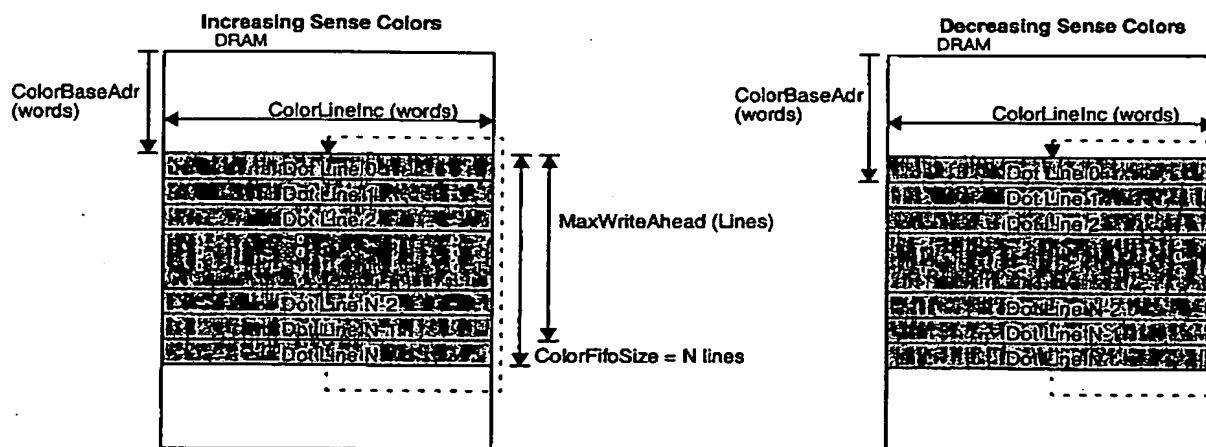 Increasing Sense Colors
DRAM
ColorBaseAdr
(words)
ColorLineInc (words)
Dot Line 0
Dot Line 1
Dot Line 2
Dot Line N-2
Dot Line N-1
Dot Line N
MaxWriteAhead (Lines)
ColorFifoSize = N lines
Decreasing Sense Colors
DRAM
ColorBaseAdr
(words)
ColorLineInc (words)
Dot Line 0
Dot Line 1
Dot Line 2
Dot Line N-2
Dot Line N-1
Dot Line N